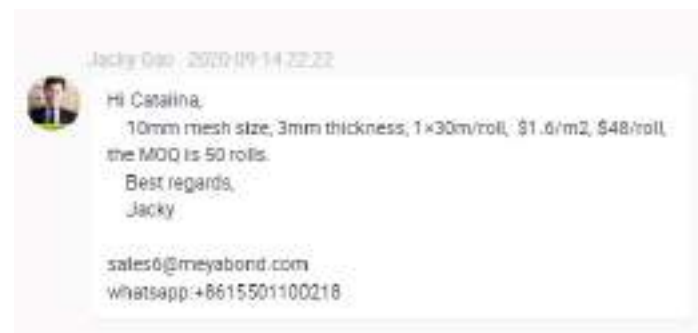 Jacky Gao 2020-09-14 22:22
Hi Catalina,
10mm mesh size, 3mm thickness, 1×30m/roll, $1.6/m2, $48/roll,
the MOQ is 50 rolls.
Best regards,
Jacky
sales6@meyabond.com
whatsapp:+8615501100218